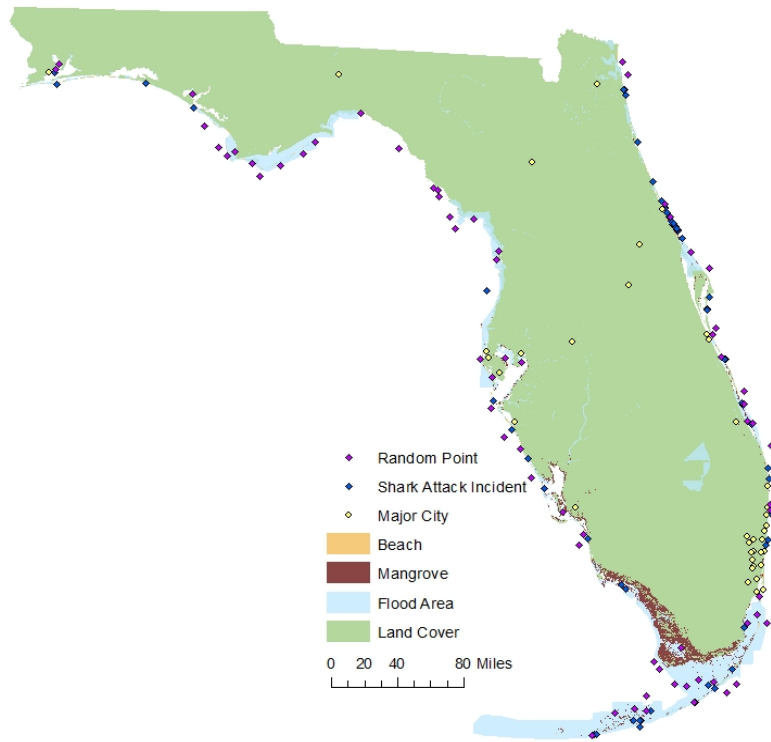 Random Point
Shark Attack Incident
Major City
Beach
Mangrove
Flood Area
Land Cover
0 20 40 80 Miles